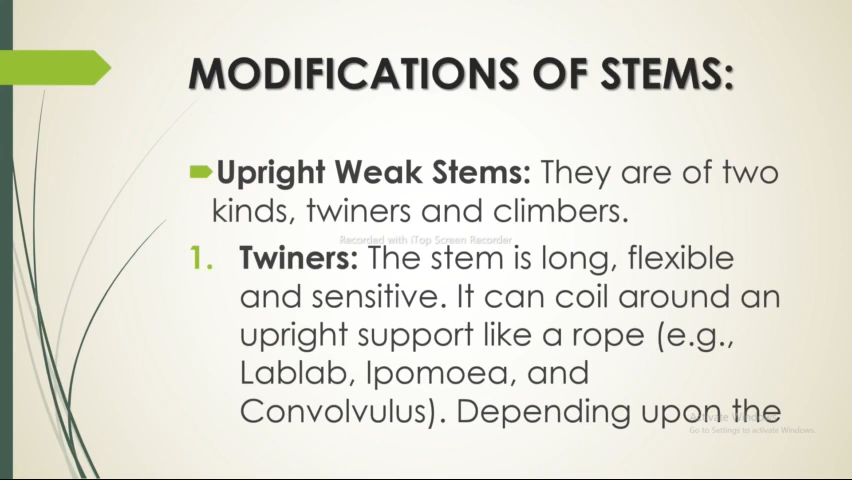 MODIFICATIONS OF STEMS:
Upright Weak Stems: They are of two
kinds, twiners and climbers.
Recorded with iTop Screen Recorder
1. Twiners: The stem is long, flexible
and sensitive. It can coil around an
upright support like a rope (e.g.,
Lablab, Ipomoea, and
Convolvulus). Depending upon the
Activate Windows
Go to Settings to activate Windows.